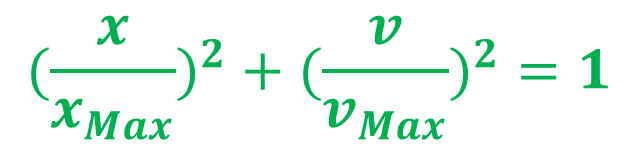 (x/x_Max)² + (v/v_Max)² = 1